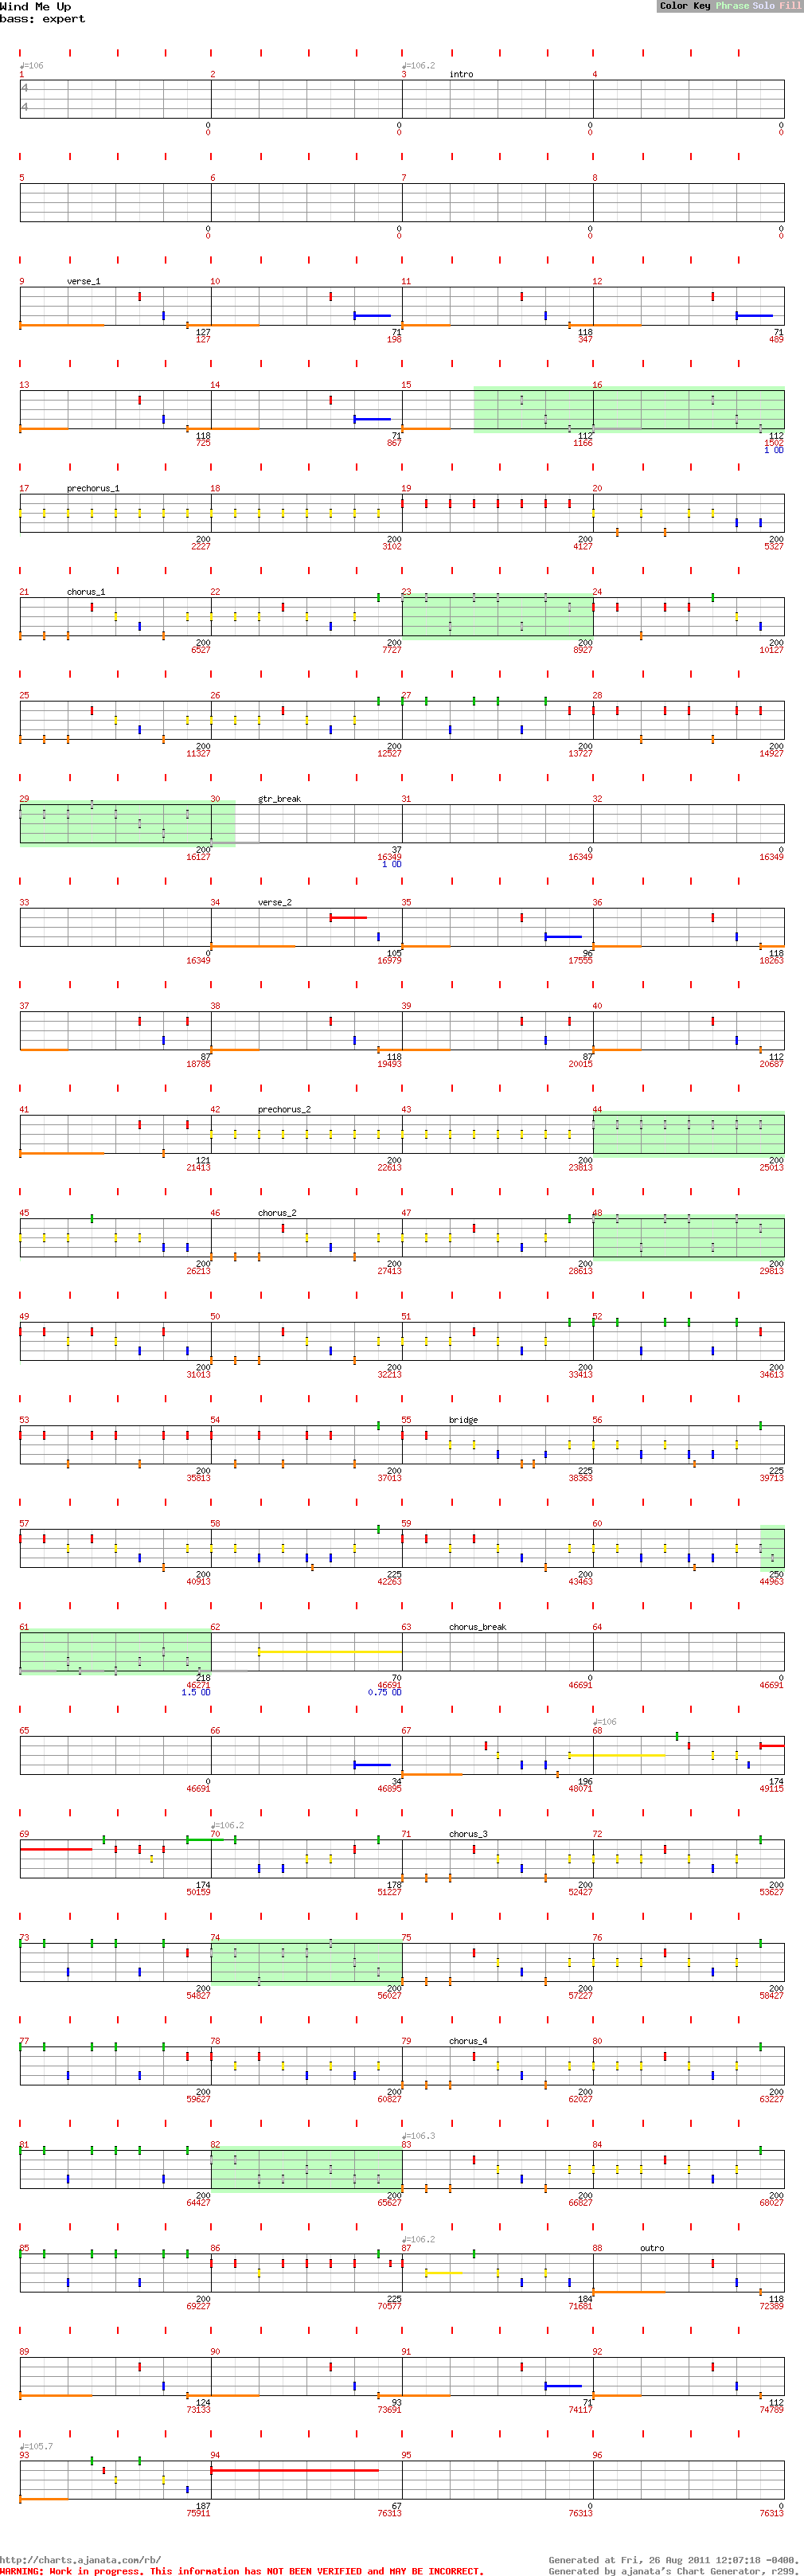 Wind Me Up
Color Key Phrase Solo Fill
bass: expert
♩=106 ♩=106.2
1 2 3 intro 4
4
4
0 0 0 0
0 0 0 0
5 6 7 8
0 0 0 0
0 0 0 0
9 verse_1 10 11 12
127 71 118 71
127 198 347 489
13 14 15 16
118 71 112 112
725 867 1166 1502
1 OD
17 prechorus_1 18 19 20
200 200 200 200
2227 3102 4127 5327
21 chorus_1 22 23 24
200 200 200 200
6527 7727 8927 10127
25 26 27 28
200 200 200 200
11327 12527 13727 14927
29 30 gtr_break 31 32
200 37 0 0
16127 16349 16349 16349
1 OD
33 34 verse_2 35 36
0 105 96 118
16349 16979 17555 18263
37 38 39 40
87 118 87 112
18785 19493 20015 20687
41 42 prechorus_2 43 44
121 200 200 200
21413 22613 23813 25013
45 46 chorus_2 47 48
200 200 200 200
26213 27413 28613 29813
49 50 51 52
200 200 200 200
31013 32213 33413 34613
53 54 55 bridge 56
200 200 225 225
35813 37013 38363 39713
57 58 59 60
200 225 200 250
40913 42263 43463 44963
61 62 63 chorus_break 64
218 70 0 0
46271 46691 46691 46691
1.5 OD 0.75 OD
♩=106
65 66 67 68
0 34 196 174
46691 46895 48071 49115
♩=106.2
69 70 71 chorus_3 72
174 178 200 200
50159 51227 52427 53627
73 74 75 76
200 200 200 200
54827 56027 57227 58427
77 78 79 chorus_4 80
200 200 200 200
59627 60827 62027 63227
♩=106.3
81 82 83 84
200 200 200 200
64427 65627 66827 68027
♩=106.2
85 86 87 88 outro
200 225 184 118
69227 70577 71681 72389
89 90 91 92
124 93 71 112
73133 73691 74117 74789
♩=105.7
93 94 95 96
187 67 0 0
75911 76313 76313 76313
http://charts.ajanata.com/rb/
Generated at Fri, 26 Aug 2011 12:07:18 -0400.
WARNING: Work in progress. This information has NOT BEEN VERIFIED and MAY BE INCORRECT.
Generated by ajanata's Chart Generator, r299.